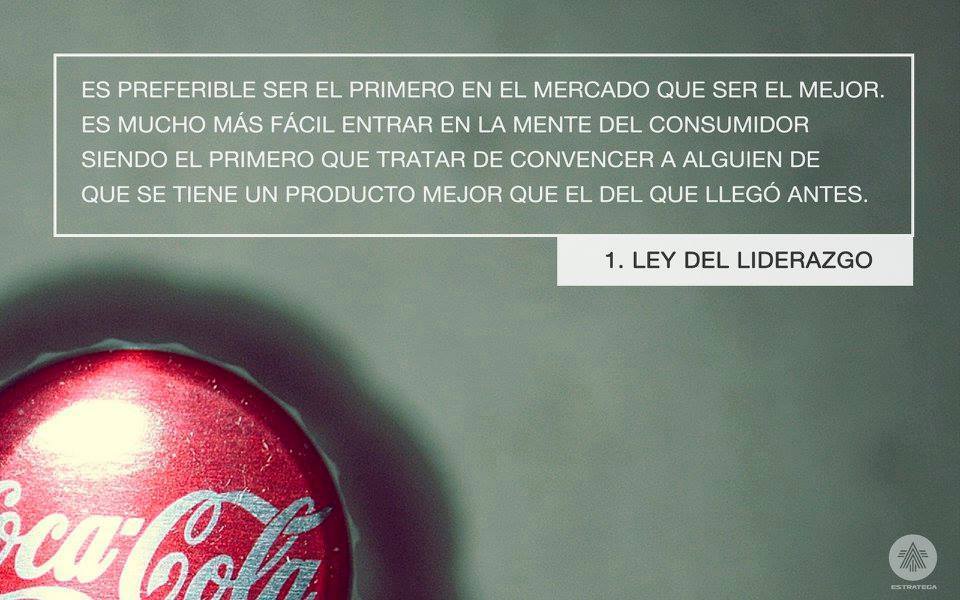 ES PREFERIBLE SER EL PRIMERO EN EL MERCADO QUE SER EL MEJOR.
ES MUCHO MÁS FÁCIL ENTRAR EN LA MENTE DEL CONSUMIDOR
SIENDO EL PRIMERO QUE TRATAR DE CONVENCER A ALGUIEN DE
QUE SE TIENE UN PRODUCTO MEJOR QUE EL DEL QUE LLEGÓ ANTES.
1. LEY DEL LIDERAZGO
Coca-Cola
ESTRATEGA